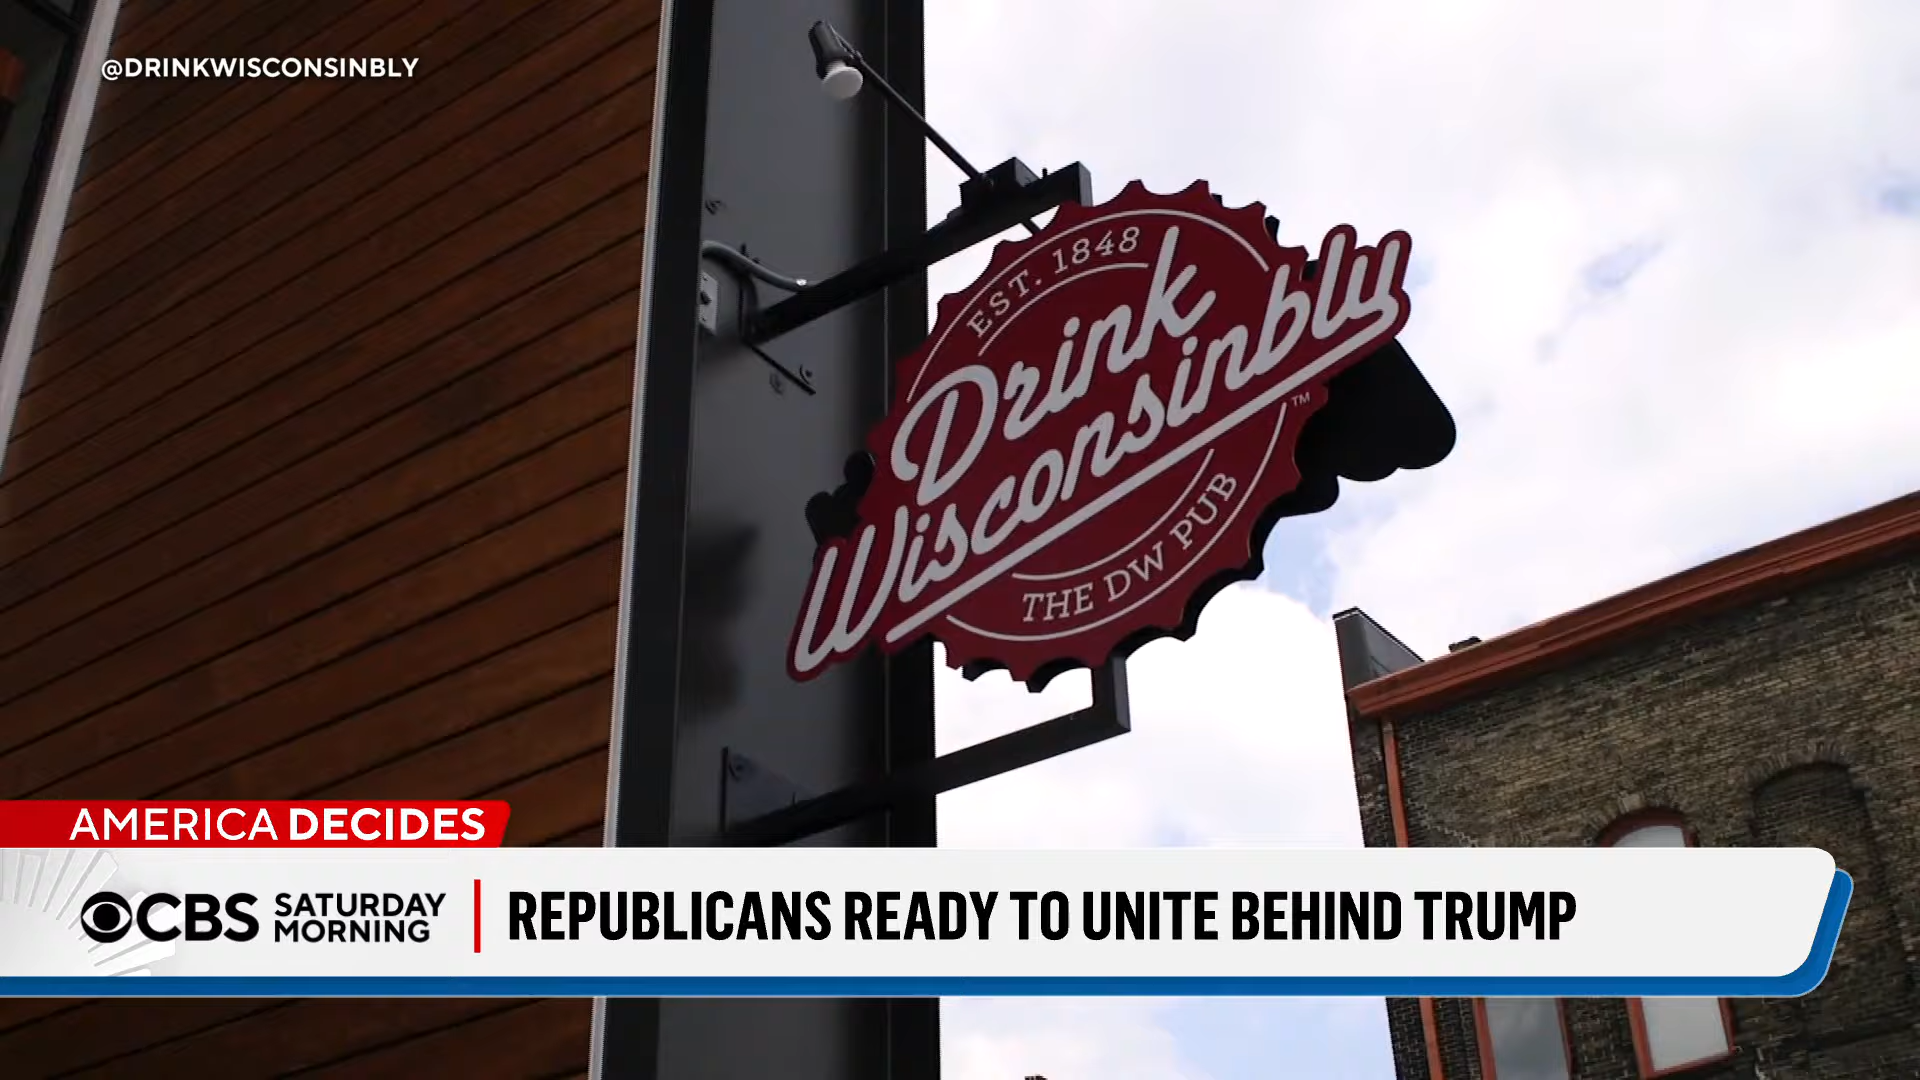 @DRINKWISCONSINBLY
EST. 1848
Drink
Wisconsinbly
TM
THE DW PUB
AMERICA DECIDES
CBS SATURDAY MORNING
REPUBLICANS READY TO UNITE BEHIND TRUMP